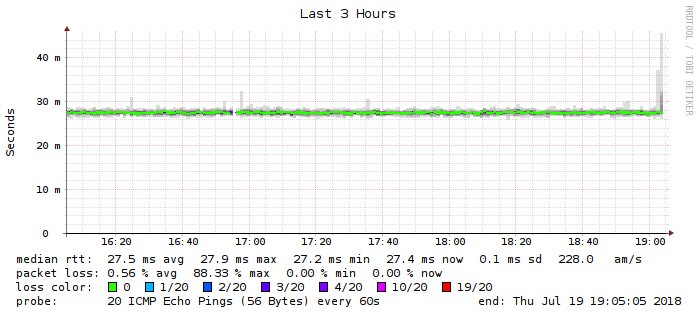 Last 3 Hours
RRDTOOL / TOBI OETIKER
Seconds
40 m
30 m
20 m
10 m
0
16:20 16:40 17:00 17:20 17:40 18:00 18:20 18:40 19:00
median rtt: 27.5 ms avg 27.9 ms max 27.2 ms min 27.4 ms now 0.1 ms sd 228.0 am/s
packet loss: 0.56 % avg 88.33 % max 0.00 % min 0.00 % now
loss color: 0 1/20 2/20 3/20 4/20 10/20 19/20
probe: 20 ICMP Echo Pings (56 Bytes) every 60s end: Thu Jul 19 19:05:05 2018